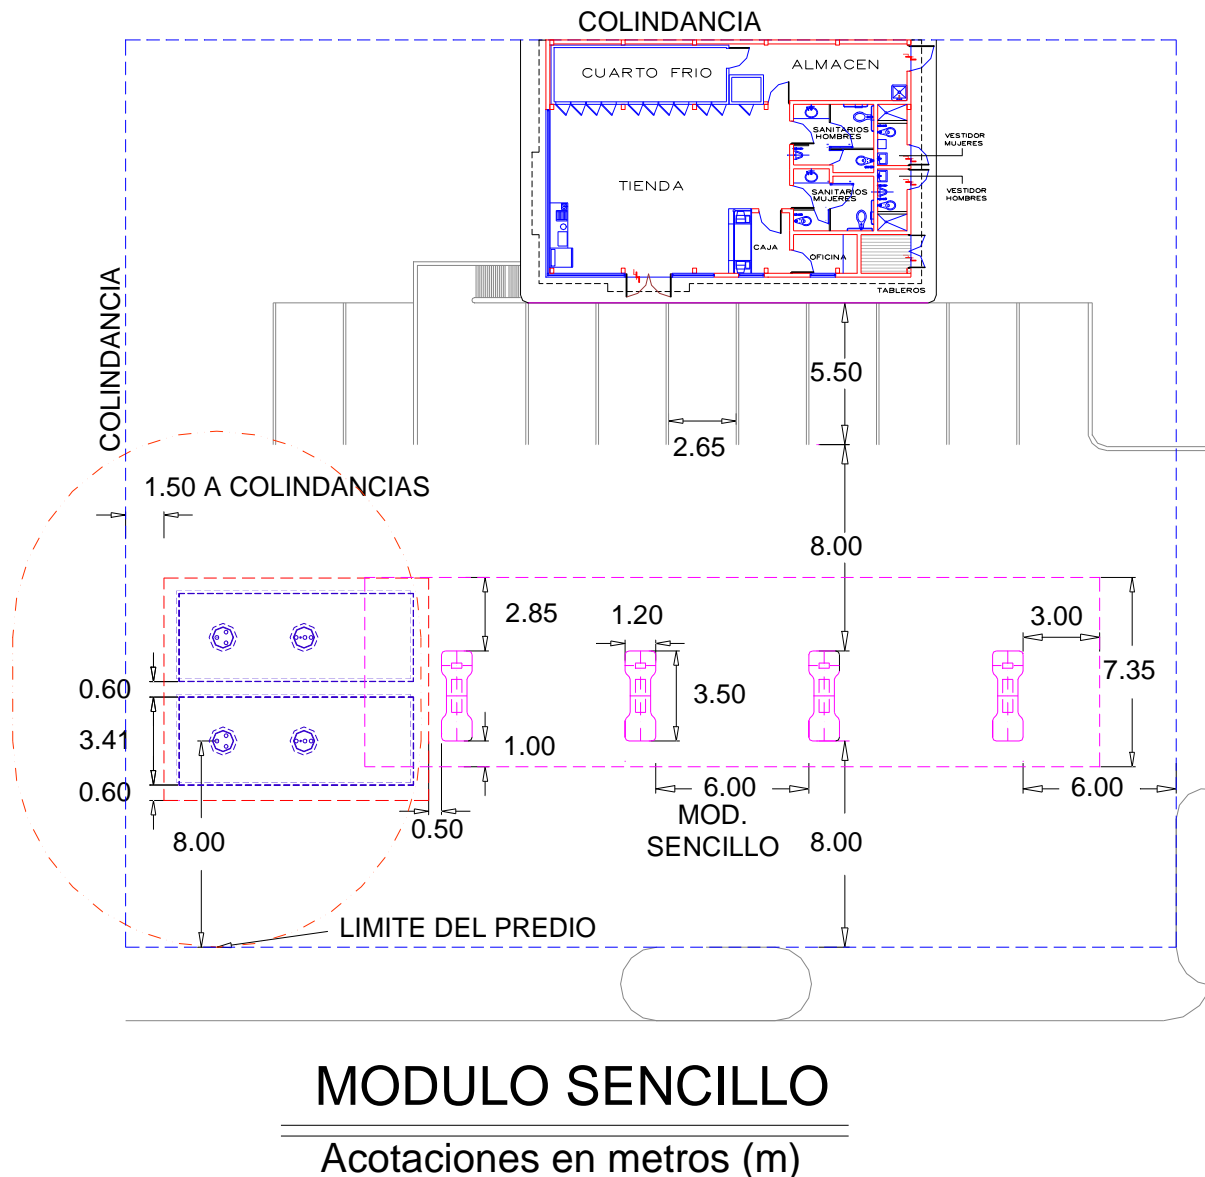 COLINDANCIA
CUARTO FRIO
ALMACEN
SANITARIOS
HOMBRES
VESTIDOR
MUJERES
TIENDA
SANITARIOS
MUJERES
VESTIDOR
HOMBRES
CAJA
OFICINA
TABLEROS
COLINDANCIA
5.50
2.65
1.50 A COLINDANCIAS
8.00
2.85
1.20
3.00
7.35
0.60
3.50
3.41
1.00
0.60
6.00
6.00
0.50
MOD.
SENCILLO
8.00
8.00
LIMITE DEL PREDIO
MODULO SENCILLO
Acotaciones en metros (m)